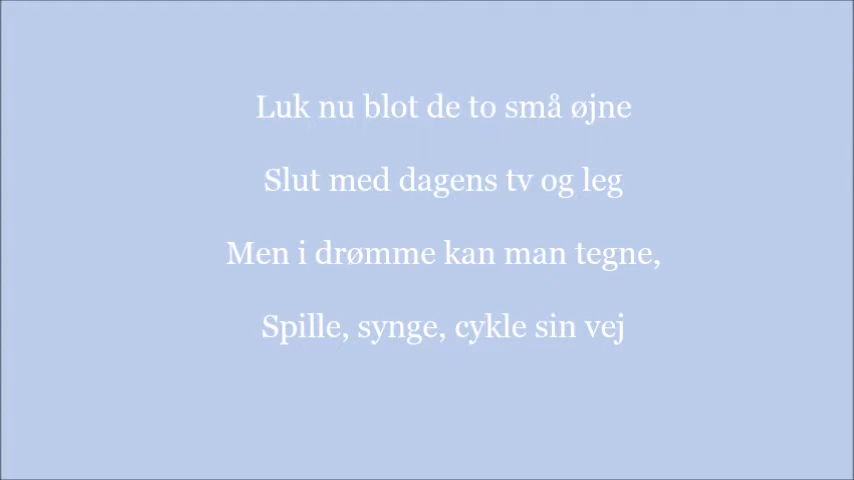 Luk nu blot de to små øjne
Slut med dagens tv og leg
Men i drømme kan man tegne,
Spille, synge, cykle sin vej